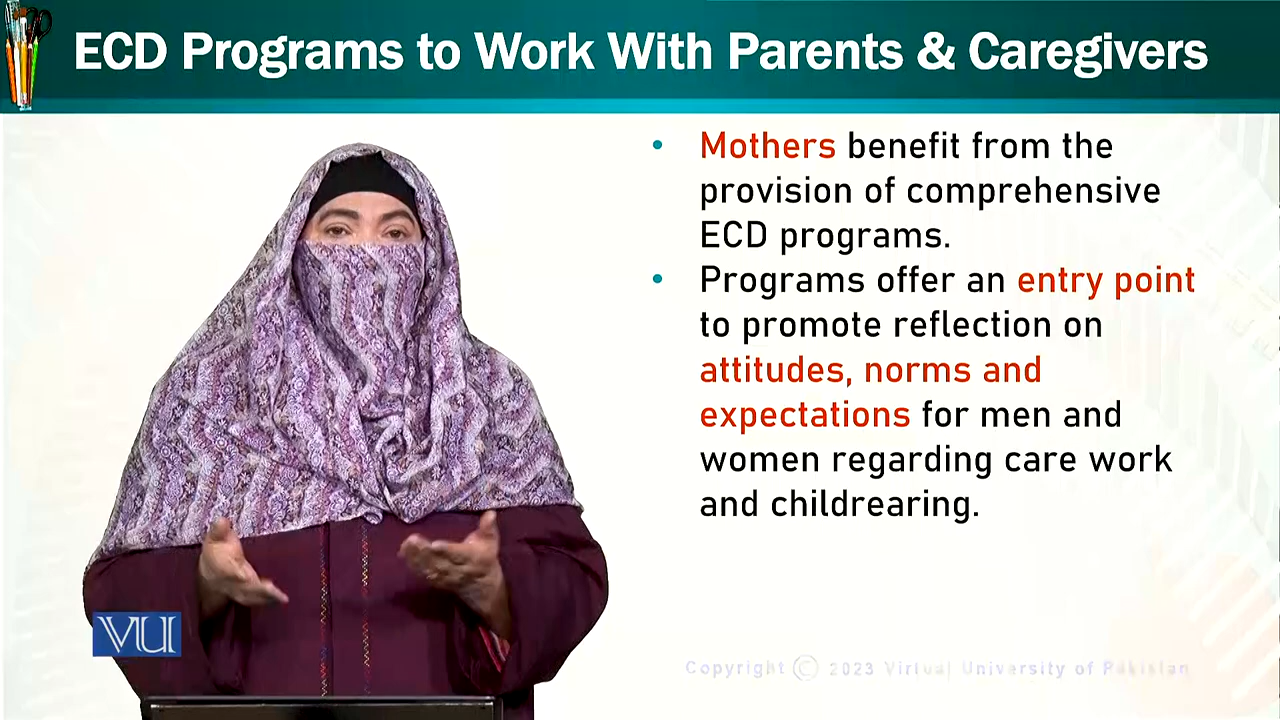 ECD Programs to Work With Parents & Caregivers
• Mothers benefit from the
provision of comprehensive
ECD programs.
• Programs offer an entry point
to promote reflection on
attitudes, norms and
expectations for men and
women regarding care work
and childrearing.
VU
Copyright © 2023 Virtual University of Pakistan